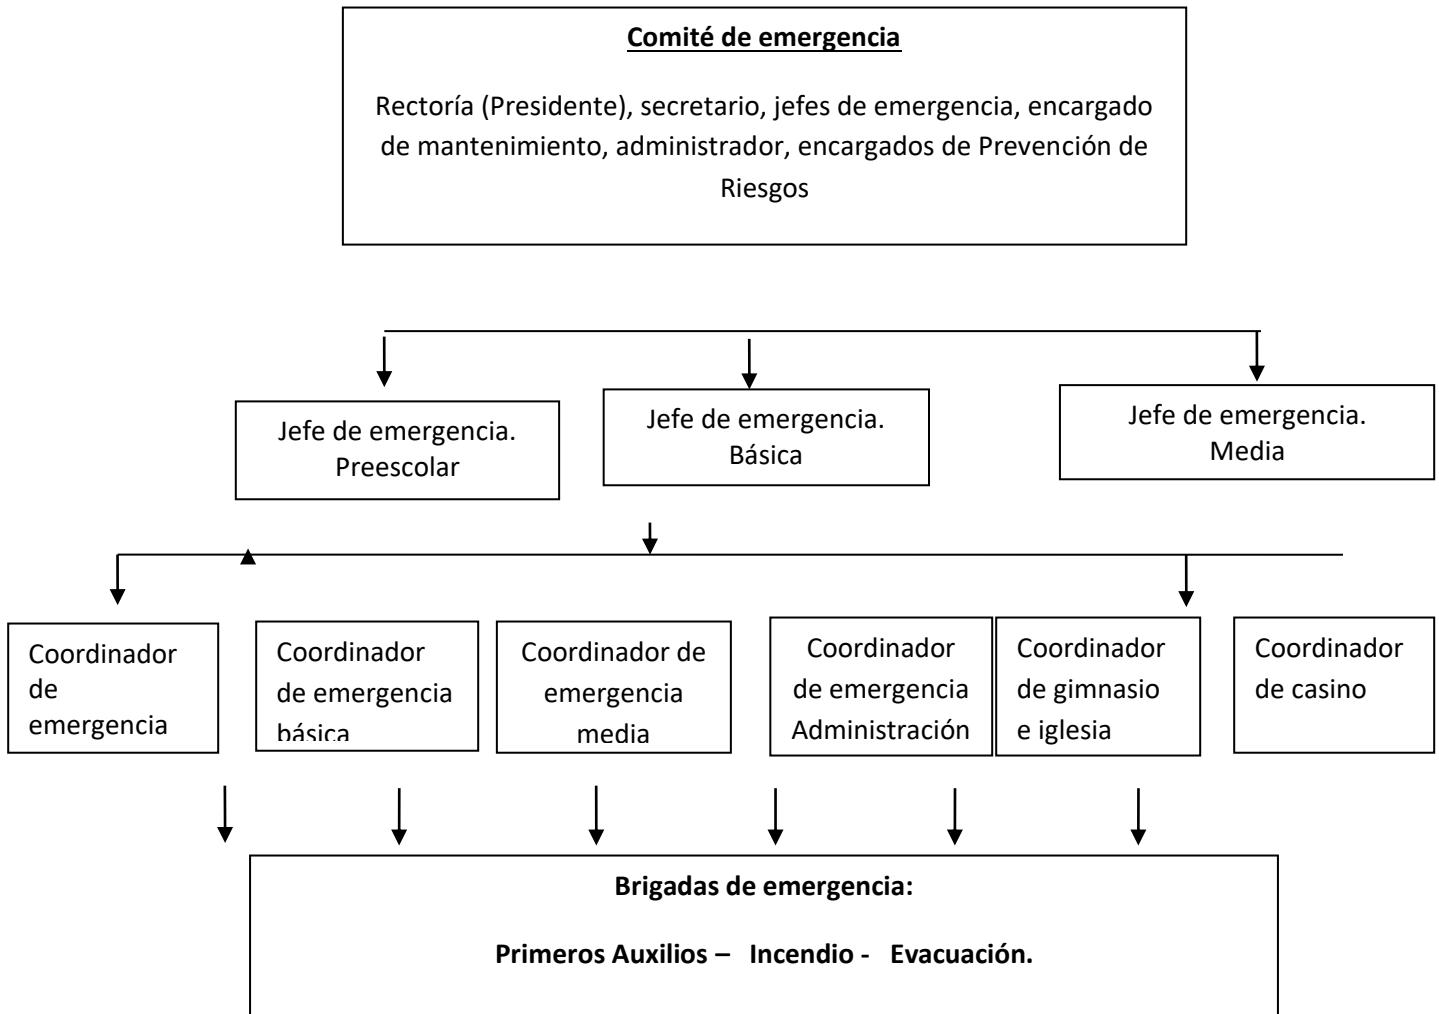 Comité de emergencia
Rectoría (Presidente), secretario, jefes de emergencia, encargado
de mantenimiento, administrador, encargados de Prevención de
Riesgos
Jefe de emergencia.
Preescolar
Jefe de emergencia.
Básica
Jefe de emergencia.
Media
Coordinador
de
emergencia
Coordinador
de emergencia
básica
Coordinador de
emergencia
media
Coordinador
de emergencia
Administración
Coordinador
de gimnasio
e iglesia
Coordinador
de casino
Brigadas de emergencia:
Primeros Auxilios – Incendio - Evacuación.